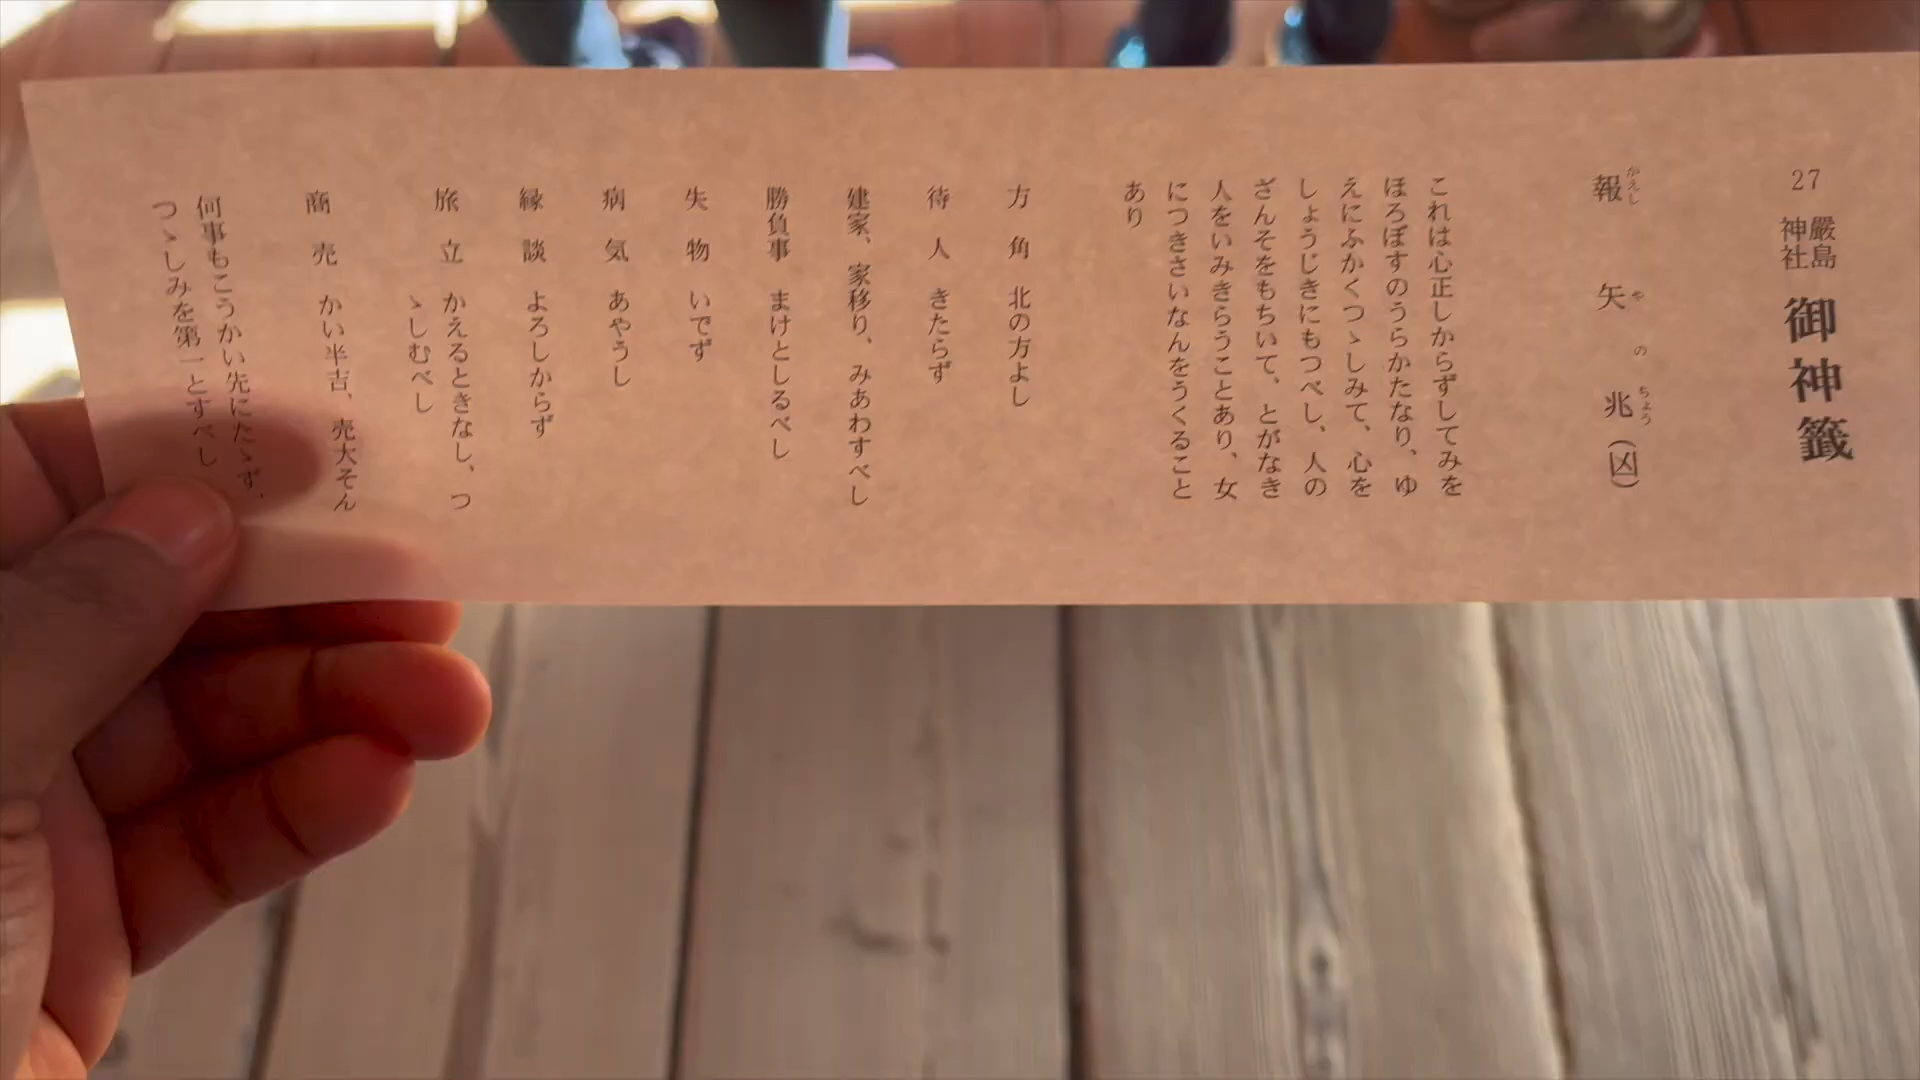 27 嚴島神社 御神籤
報矢の兆(凶)
かえし や の ちょう
これは心正しからずしてみを
ほろぼすのうらかたなり、ゆ
えにふかくつゝしみて、心を
しょうじきにもつべし、人の
ざんそをもちいて、とがなき
人をいみきらうことあり、女
につきさいなんをうくること
あり
方角 北の方よし
待人 きたらず
建家、家移り、みあわすべし
勝負事 まけとしるべし
失物 いでず
病気 あやうし
縁談 よろしからず
旅立 かえるときなし、つ
ゝしむべし
商売 かい半吉、売大そん
何事もこうかい先にたゝず、
つゝしみを第一とすべし